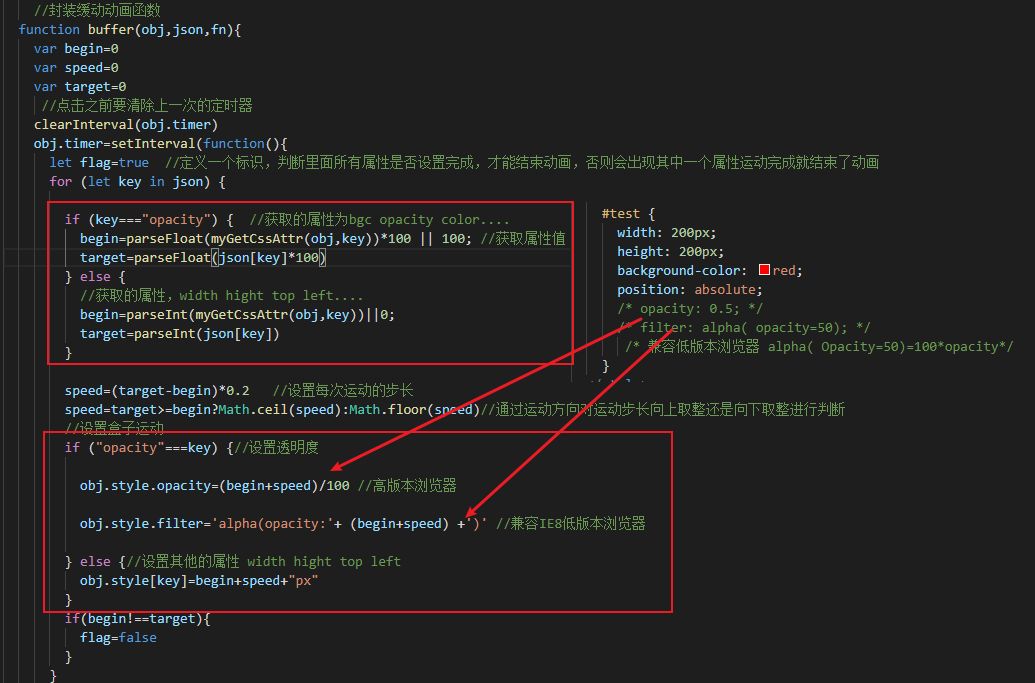 //封装缓动动画函数
function buffer(obj,json,fn){
var begin=0
var speed=0
var target=0
//点击之前要清除上一次的定时器
clearInterval(obj.timer)
obj.timer=setInterval(function(){
let flag=true //定义一个标识，判断里面所有属性是否设置完成，才能结束动画，否则会出现其中一个属性运动完成就结束了动画
for (let key in json) {
if (key==="opacity") { //获取的属性为bgc opacity color....
begin=parseFloat(myGetCssAttr(obj,key))*100 || 100; //获取属性值
target=parseFloat(json[key]*100)
} else {
//获取的属性，width hight top left....
begin=parseInt(myGetCssAttr(obj,key))||0;
target=parseInt(json[key])
}
#test {
width: 200px;
height: 200px;
background-color: red;
position: absolute;
/* opacity: 0.5; */
/* filter: alpha( opacity=50); */
/* 兼容低版本浏览器 alpha( Opacity=50)=100*opacity*/
}
speed=(target-begin)*0.2 //设置每次运动的步长
speed=target>=begin?Math.ceil(speed):Math.floor(speed)//通过运动方向对运动步长向上取整还是向下取整进行判断
//设置盒子运动
if ("opacity"===key) {//设置透明度
obj.style.opacity=(begin+speed)/100 //高版本浏览器
obj.style.filter='alpha(opacity:'+ (begin+speed) +')' //兼容IE8低版本浏览器
} else {//设置其他的属性 width hight top left
obj.style[key]=begin+speed+"px"
}
if(begin!==target){
flag=false
}
}